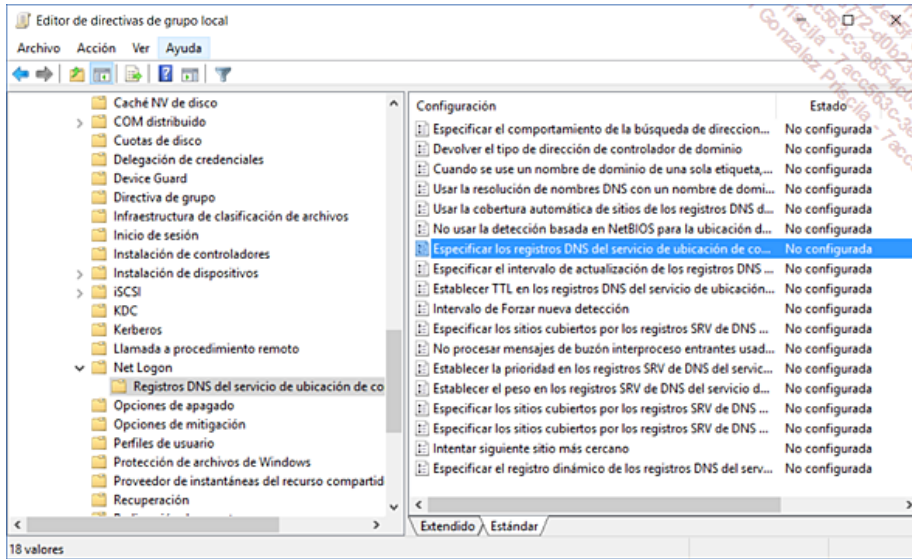 Editor de directivas de grupo local
Archivo Acción Ver Ayuda
Caché NV de disco
COM distribuido
Cuotas de disco
Delegación de credenciales
Device Guard
Directiva de grupo
Infraestructura de clasificación de archivos
Inicio de sesión
Instalación de controladores
Instalación de dispositivos
iSCSI
KDC
Kerberos
Llamada a procedimiento remoto
Net Logon
Registros DNS del servicio de ubicación de co
Opciones de apagado
Opciones de mitigación
Perfiles de usuario
Protección de archivos de Windows
Proveedor de instantáneas del recurso compartid
Recuperación
Configuración Estado
Especificar el comportamiento de la búsqueda de direccion... No configurada
Devolver el tipo de dirección de controlador de dominio No configurada
Cuando se use un nombre de dominio de una sola etiqueta,... No configurada
Usar la resolución de nombres DNS con un nombre de domi... No configurada
Usar la cobertura automática de sitios de los registros DNS d... No configurada
No usar la detección basada en NetBIOS para la ubicación d... No configurada
Especificar los registros DNS del servicio de ubicación de co... No configurada
Especificar el intervalo de actualización de los registros DNS ... No configurada
Establecer TTL en los registros DNS del servicio de ubicación... No configurada
Intervalo de Forzar nueva detección No configurada
Especificar los sitios cubiertos por los registros SRV de DNS ... No configurada
No procesar mensajes de buzón interproceso entrantes usad... No configurada
Establecer la prioridad en los registros SRV de DNS del servic... No configurada
Establecer el peso en los registros SRV de DNS del servicio d... No configurada
Especificar los sitios cubiertos por los registros SRV de DNS ... No configurada
Especificar los sitios cubiertos por los registros SRV de DNS ... No configurada
Intentar siguiente sitio más cercano No configurada
Especificar el registro dinámico de los registros DNS del serv... No configurada
Extendido Estándar
18 valores
Gonzalez Priscila